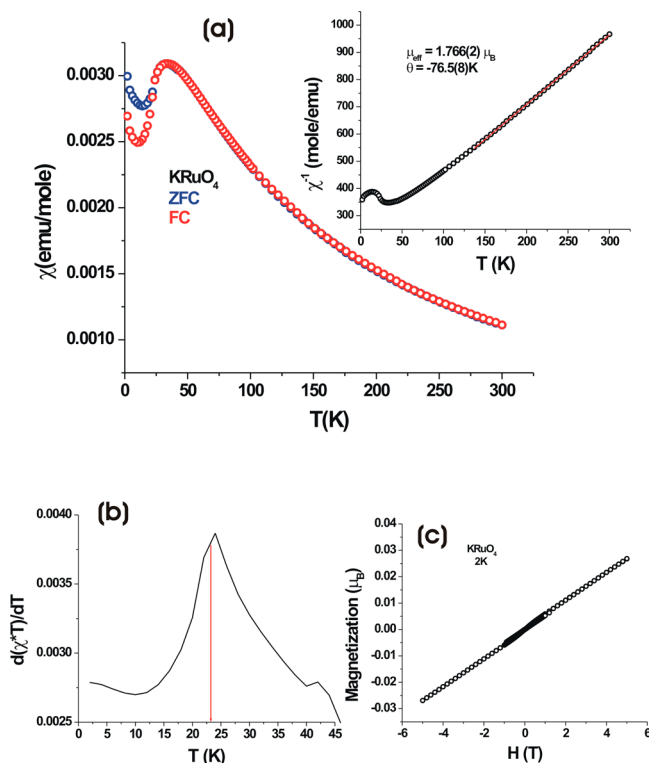 (a)
χ(emu/mole)
0.0030
0.0025
0.0020
0.0015
0.0010
KRuO4
ZFC
FC
0 50 100 150 200 250 300
T(K)
χ-1 (mole/emu)
1000
900
800
700
600
500
400
300
μeff = 1.766(2) μB
θ = -76.5(8)K
0 50 100 150 200 250 300
T (K)
(b)
d(χ*T)/dT
0.0040
0.0035
0.0030
0.0025
0 5 10 15 20 25 30 35 40 45
T (K)
(c)
Magnetization (μB)
0.04
0.03
0.02
0.01
0.00
-0.01
-0.02
-0.03
KRuO4
2K
-6 -4 -2 0 2 4 6
H (T)